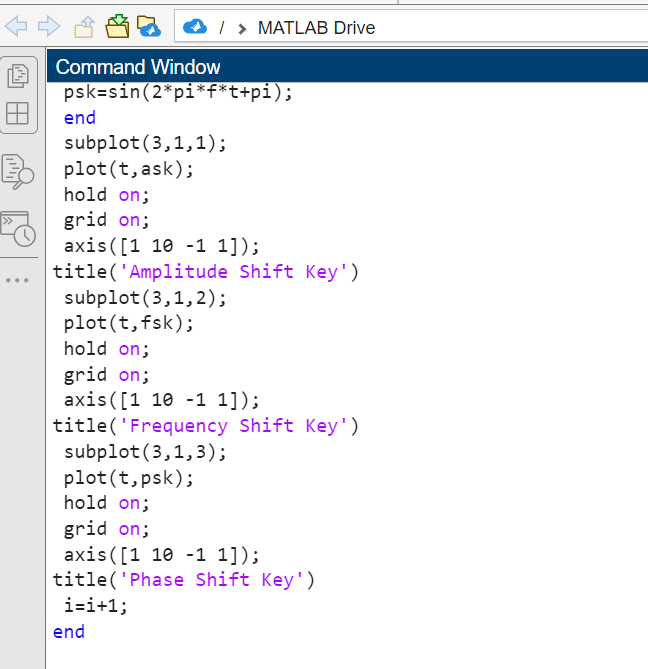 / > MATLAB Drive
Command Window
psk=sin(2*pi*f*t+pi);
end
subplot(3,1,1);
plot(t,ask);
hold on;
grid on;
axis([1 10 -1 1]);
title('Amplitude Shift Key')
subplot(3,1,2);
plot(t,fsk);
hold on;
grid on;
axis([1 10 -1 1]);
title('Frequency Shift Key')
subplot(3,1,3);
plot(t,psk);
hold on;
grid on;
axis([1 10 -1 1]);
title('Phase Shift Key')
i=i+1;
end